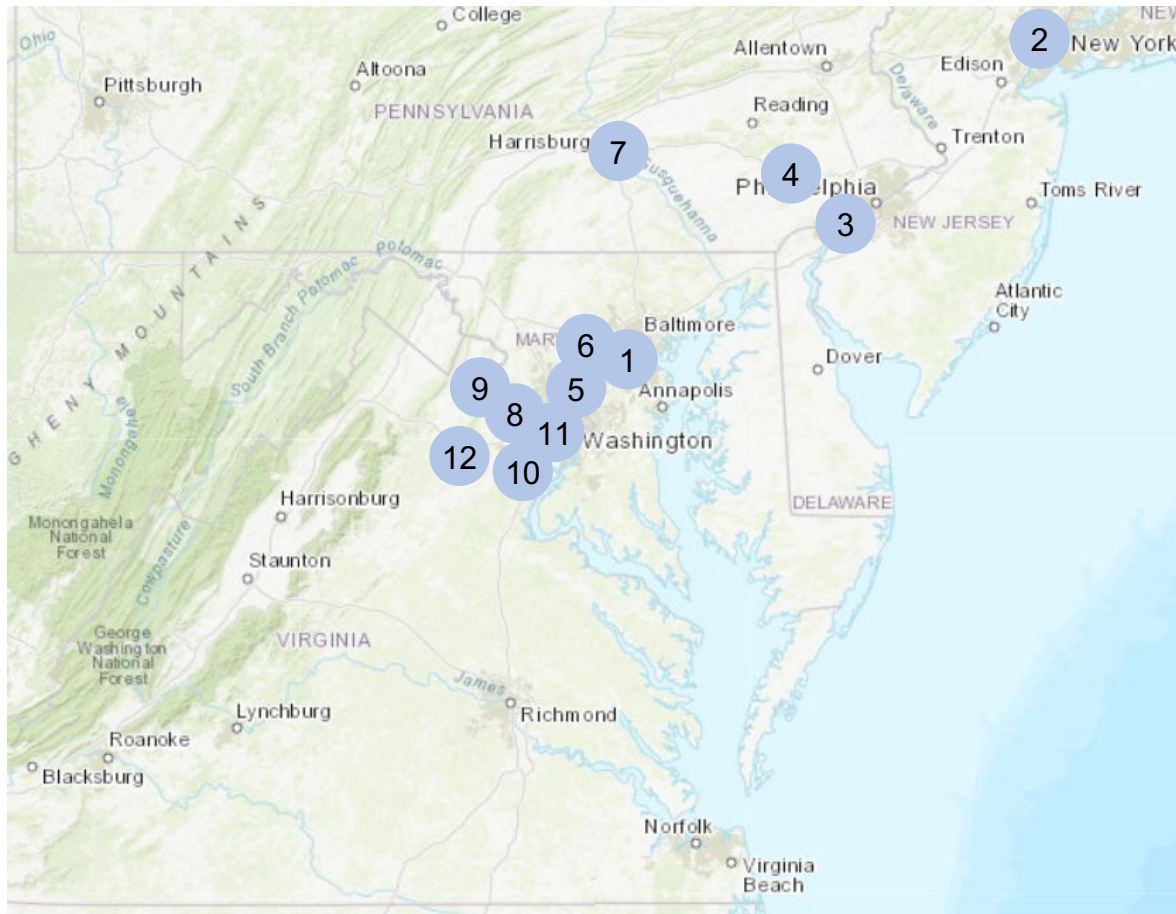 College
NEW
Ohio
2
New York
Allentown
Edison
Altoona
Pittsburgh
Delaware
PENNSYLVANIA
Reading
Harrisburg
7
Trenton
Susquehanna
4
Philadelphia
Toms River
3
NEW JERSEY
Potomac
South Branch Potomac
ALLEGHENY MOUNTAINS
Atlantic
City
Baltimore
6
1
Dover
9
5
Annapolis
8
Monongahela
11
Washington
12
10
Harrisonburg
DELAWARE
Monongahela
National
Forest
Cowpasture
Staunton
George
Washington
National
Forest
VIRGINIA
James
Lynchburg
Richmond
Roanoke
Blacksburg
Norfolk
Virginia
Beach